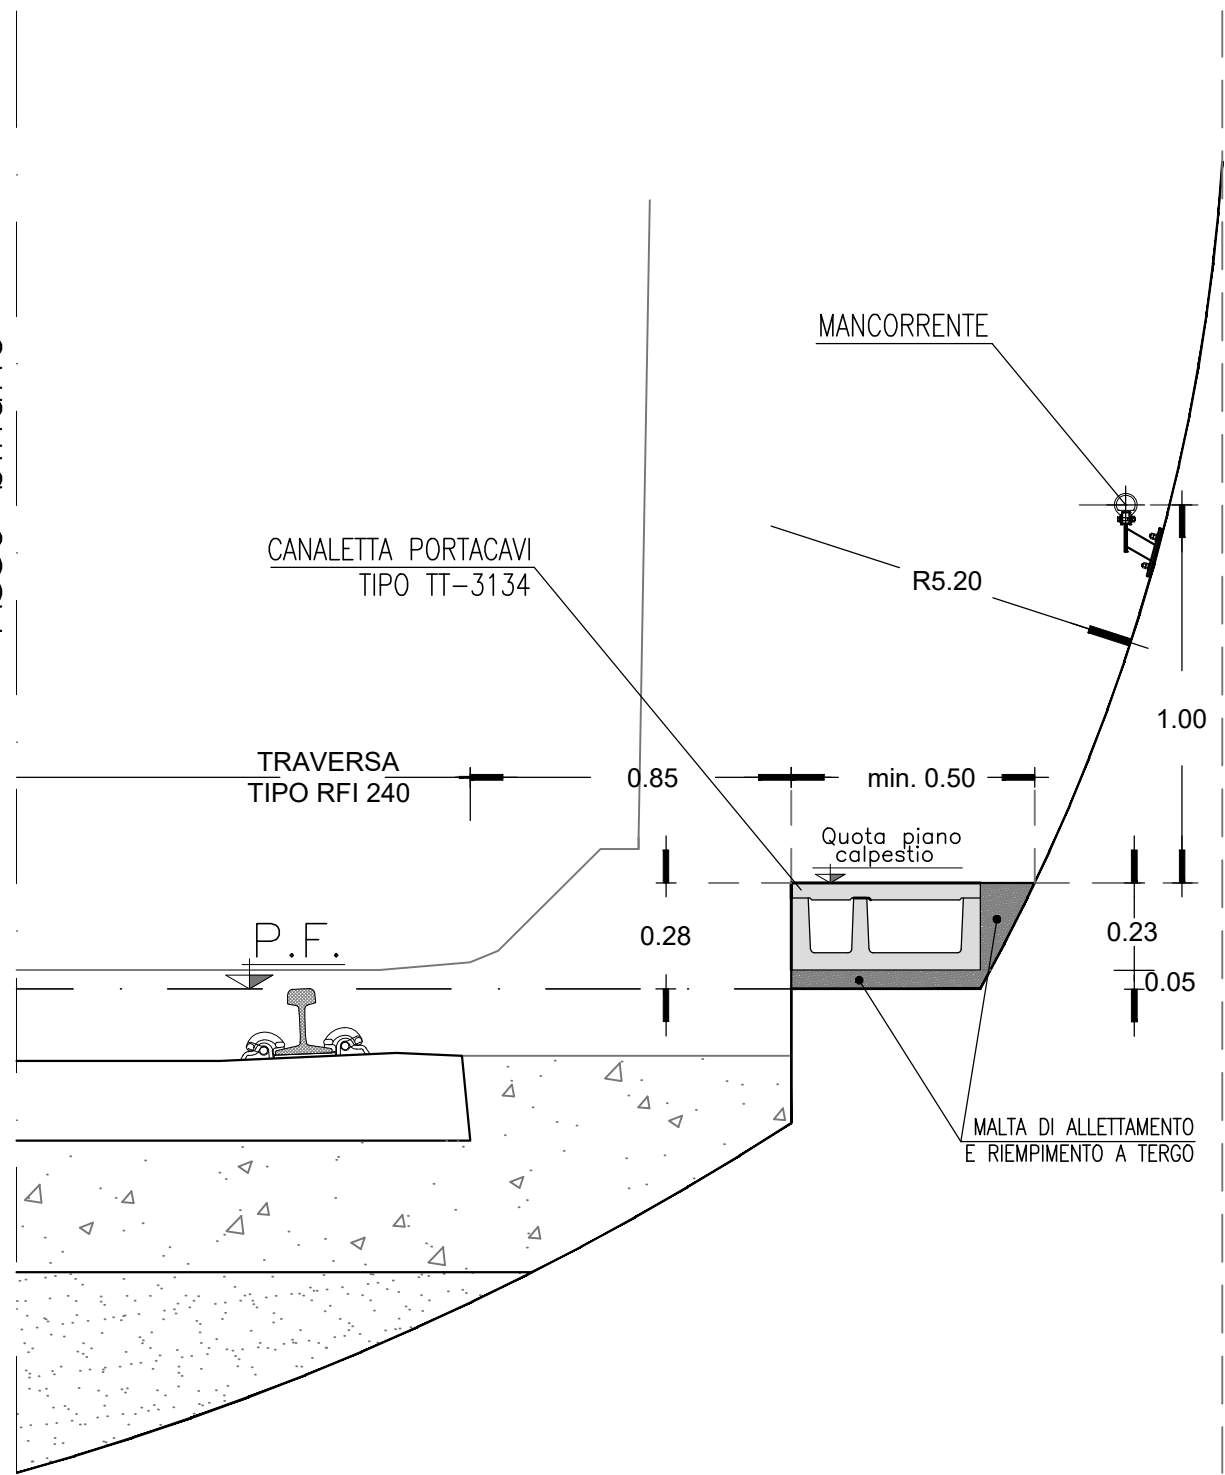 MANCORRENTE
CANALETTA PORTACAVI
TIPO TT-3134
R5.20
1.00
TRAVERSA
TIPO RFI 240
0.85
min. 0.50
Quota piano
calpestio
P.F.
0.28
0.23
0.05
MALTA DI ALLETTAMENTO
E RIEMPIMENTO A TERGO